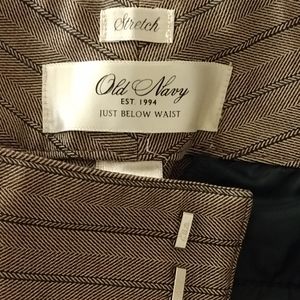 Stretch
Old Navy
EST. 1994
JUST BELOW WAIST